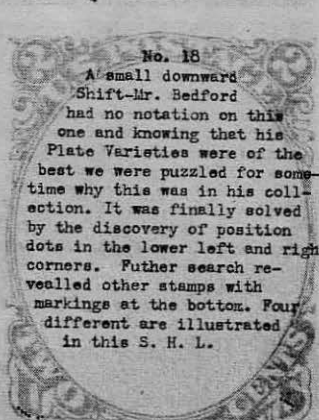 No. 18
A small downward
Shift-Mr. Bedford
had no notation on this
one and knowing that his
Plate Varieties were of the
best we were puzzled for some-
time why this was in his coll-
ection. It was finally solved
by the discovery of position
dots in the lower left and righ
corners. Futher search re-
vealled other stamps with
markings at the bottom. Four
different are illustrated
in this S. H. L.
TWO CENTS